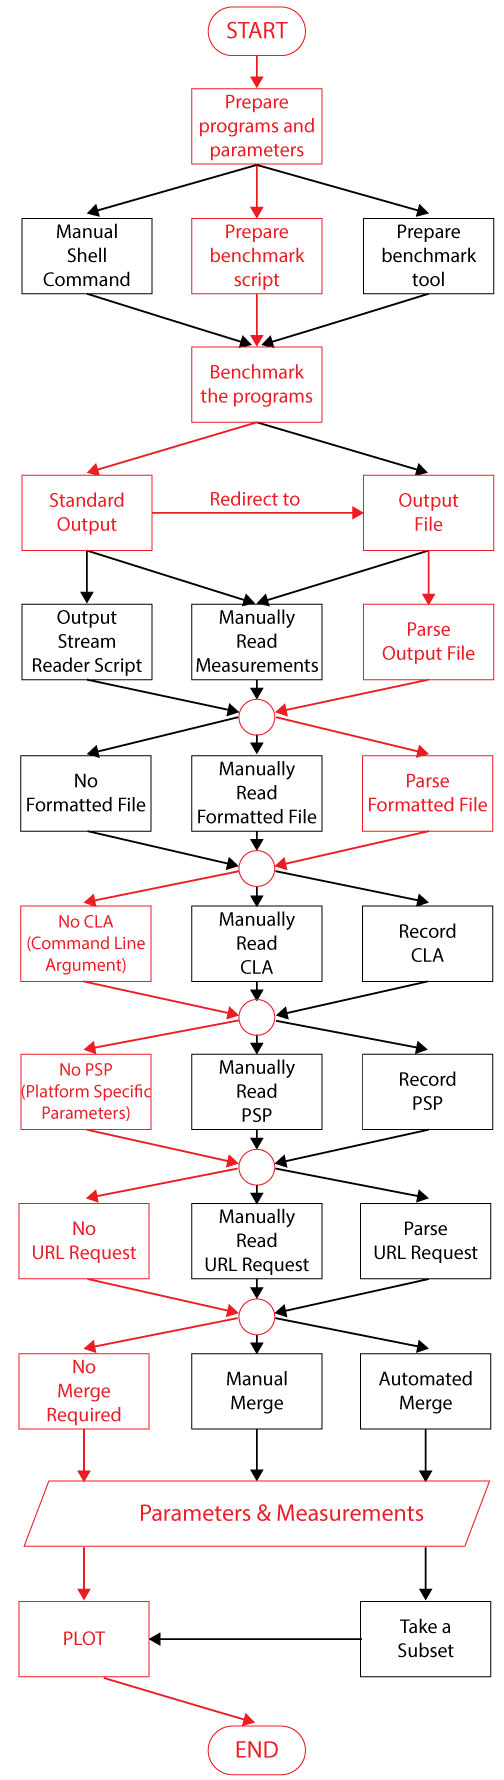 START
Prepare
programs and
parameters
Manual
Shell
Command
Prepare
benchmark
script
Prepare
benchmark
tool
Benchmark
the programs
Standard
Output
Redirect to
Output
File
Output
Stream
Reader Script
Manually
Read
Measurements
Parse
Output File
No
Formatted File
Manually
Read
Formatted File
Parse
Formatted File
No CLA
(Command Line
Argument)
Manually
Read
CLA
Record
CLA
No PSP
(Platform Specific
Parameters)
Manually
Read
PSP
Record
PSP
No
URL Request
Manually
Read
URL Request
Parse
URL Request
No
Merge
Required
Manual
Merge
Automated
Merge
Parameters & Measurements
PLOT
Take a
Subset
END